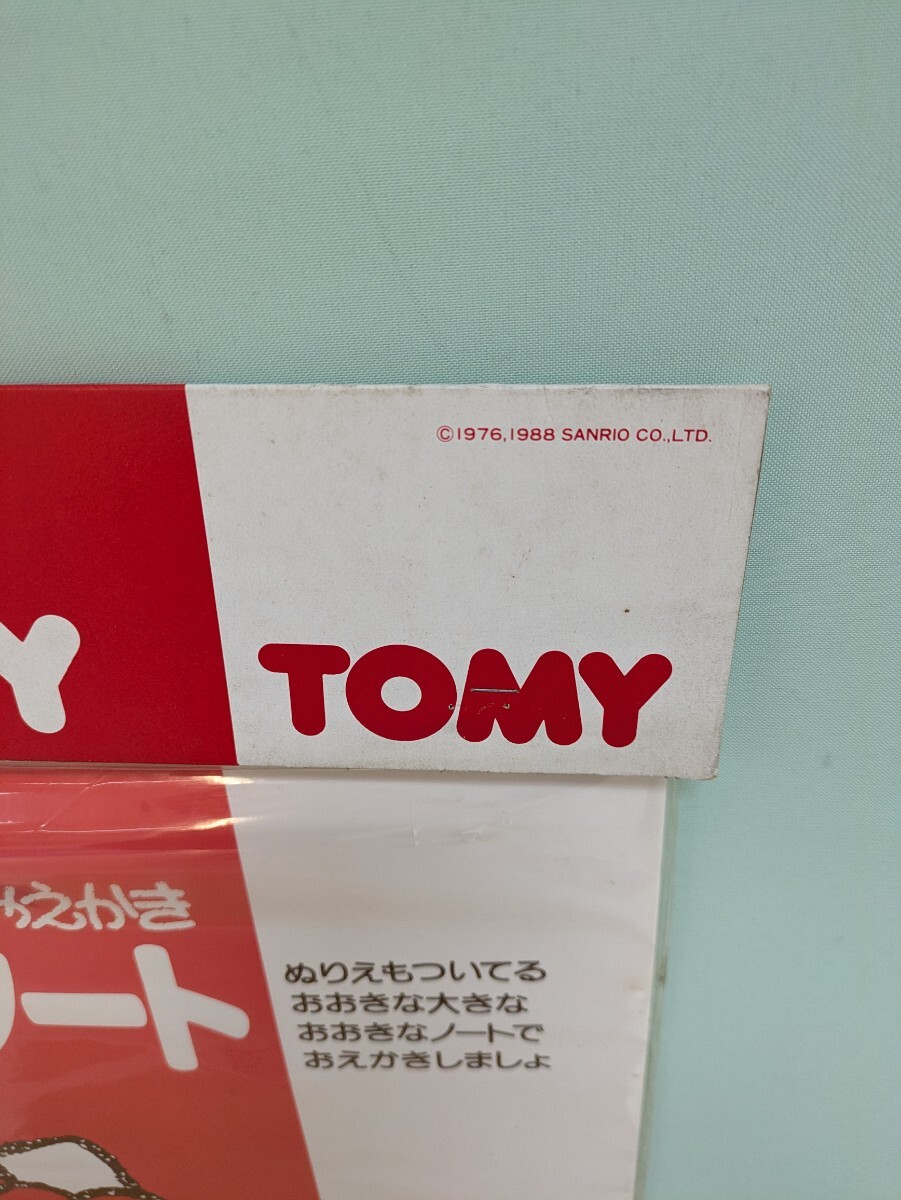 ©1976,1988 SANRIO CO.,LTD.
Y
TOMY
えかき
ノート
ぬりえもついてる
おおきな大きな
おおきなノートで
おえかきしましょ